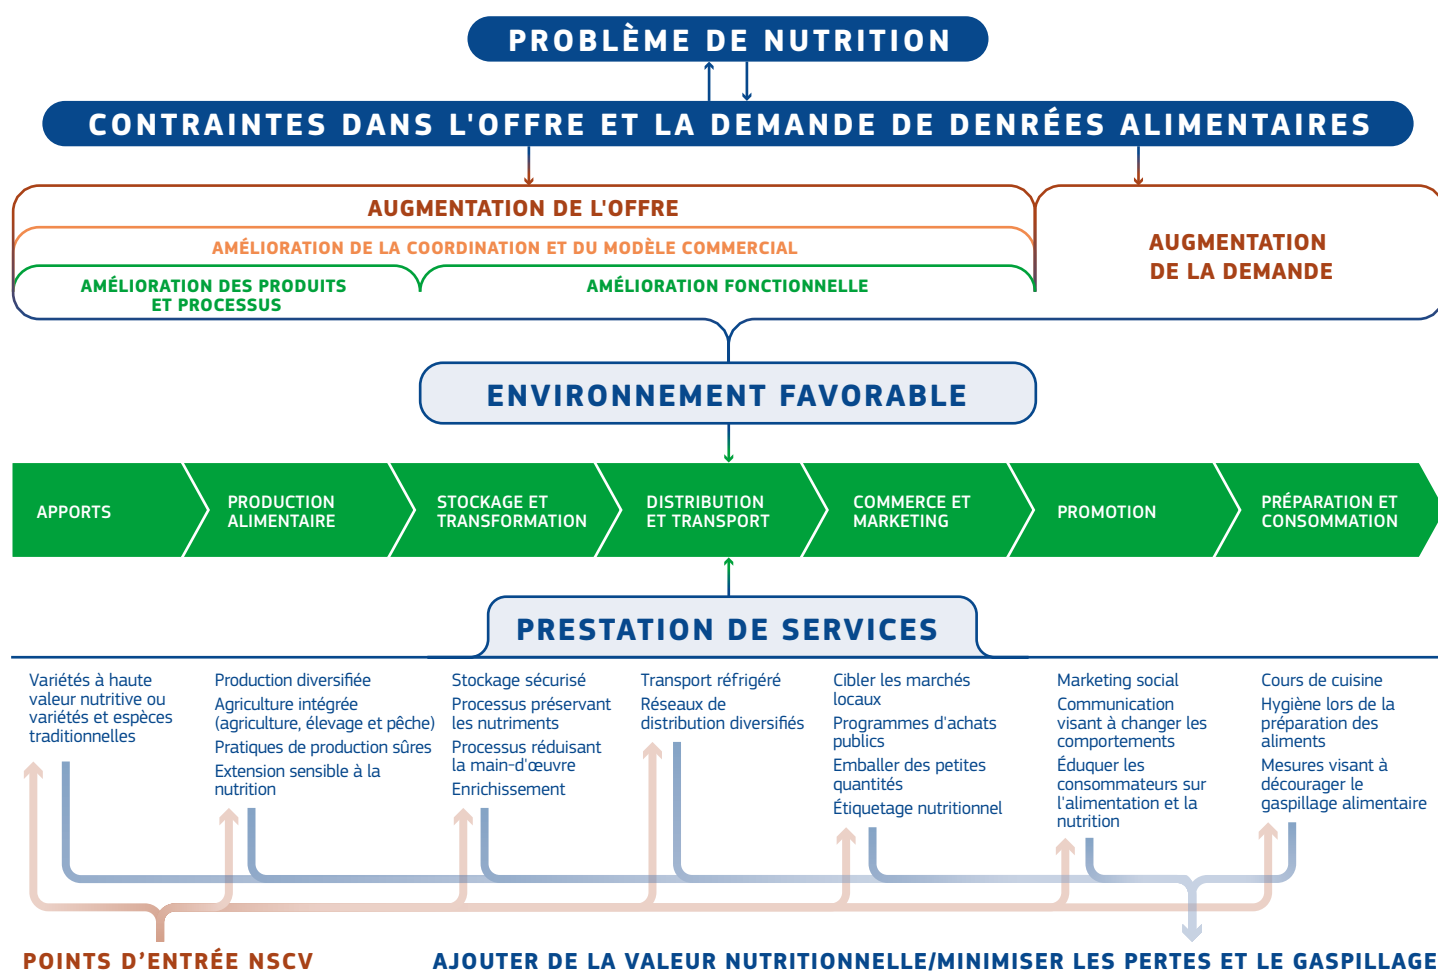 PROBLÈME DE NUTRITION
CONTRAINTES DANS L'OFFRE ET LA DEMANDE DE DENRÉES ALIMENTAIRES
AUGMENTATION DE L'OFFRE
AMÉLIORATION DE LA COORDINATION ET DU MODÈLE COMMERCIAL
AMÉLIORATION DES PRODUITS
ET PROCESSUS
AMÉLIORATION FONCTIONNELLE
AUGMENTATION
DE LA DEMANDE
ENVIRONNEMENT FAVORABLE
APPORTS
PRODUCTION
ALIMENTAIRE
STOCKAGE ET
TRANSFORMATION
DISTRIBUTION
ET TRANSPORT
COMMERCE ET
MARKETING
PROMOTION
PRÉPARATION ET
CONSOMMATION
PRESTATION DE SERVICES
Variétés à haute
valeur nutritive ou
variétés et espèces
traditionnelles
Production diversifiée
Agriculture intégrée
(agriculture, élevage et pêche)
Pratiques de production sûres
Extension sensible à la
nutrition
Stockage sécurisé
Processus préservant
les nutriments
Processus réduisant
la main-d'œuvre
Enrichissement
Transport réfrigéré
Réseaux de
distribution diversifiés
Cibler les marchés
locaux
Programmes d'achats
publics
Emballer des petites
quantités
Étiquetage nutritionnel
Marketing social
Communication
visant à changer les
comportements
Éduquer les
consommateurs sur
l'alimentation et la
nutrition
Cours de cuisine
Hygiène lors de la
préparation des
aliments
Mesures visant à
décourager le
gaspillage alimentaire
POINTS D'ENTRÉE NSCV
AJOUTER DE LA VALEUR NUTRITIONNELLE/MINIMISER LES PERTES ET LE GASPILLAGE